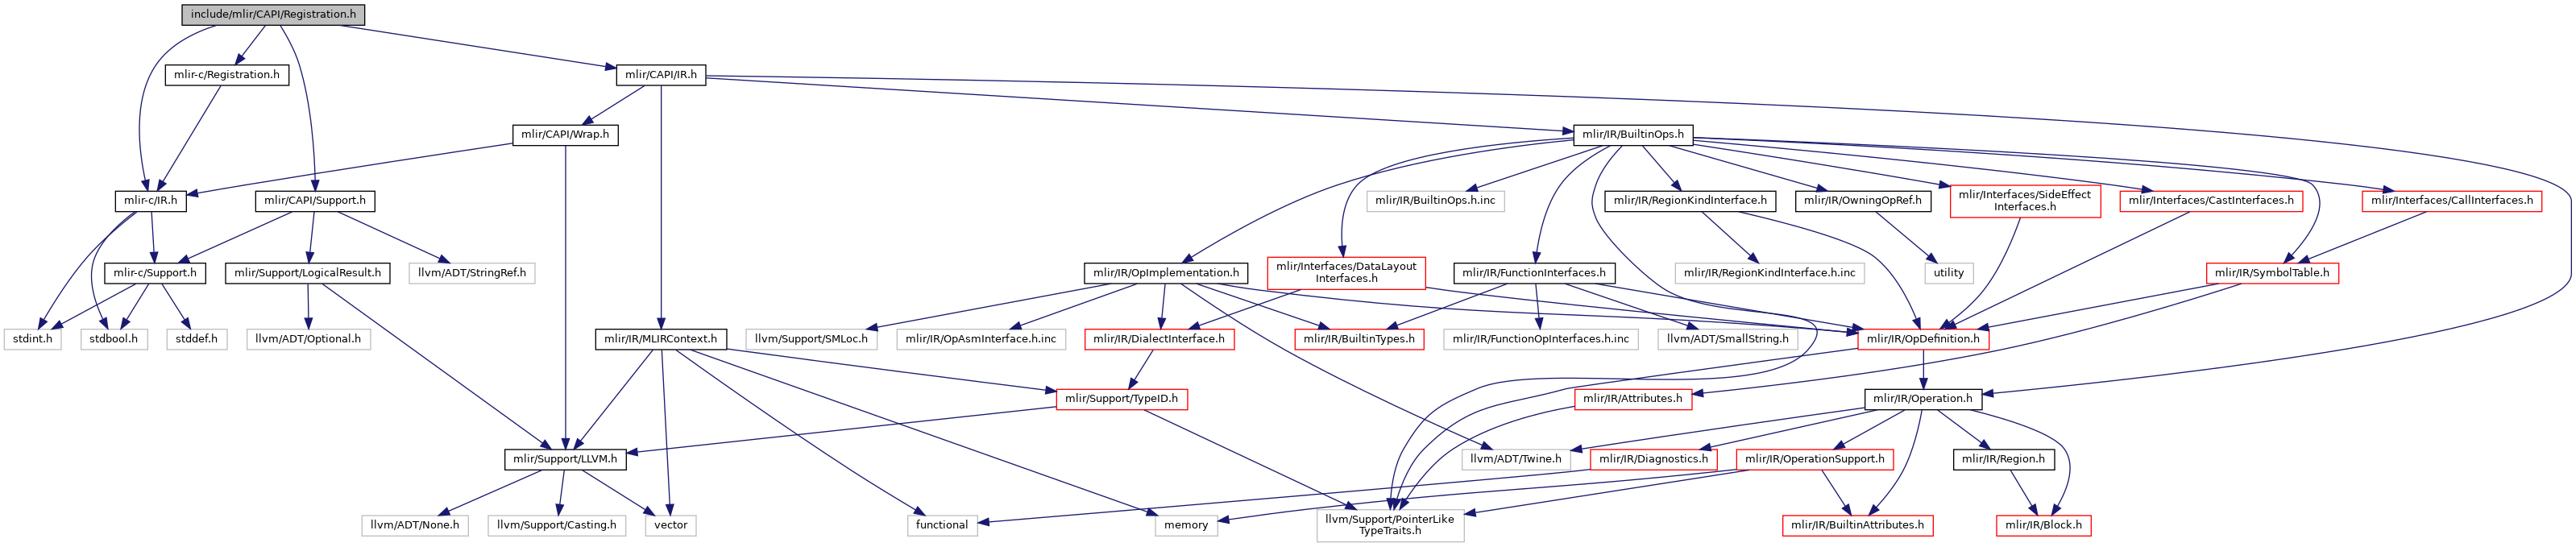 include/mlir/CAPI/Registration.h
mlir-c/Registration.h
mlir/CAPI/IR.h
mlir/CAPI/Wrap.h
mlir/IR/BuiltinOps.h
mlir-c/IR.h
mlir/CAPI/Support.h
mlir/IR/BuiltinOps.h.inc
mlir/IR/RegionKindInterface.h
mlir/IR/OwningOpRef.h
mlir/Interfaces/SideEffect
Interfaces.h
mlir/Interfaces/CastInterfaces.h
mlir/Interfaces/CallInterfaces.h
mlir-c/Support.h
mlir/Support/LogicalResult.h
llvm/ADT/StringRef.h
mlir/IR/OpImplementation.h
mlir/Interfaces/DataLayout
Interfaces.h
mlir/IR/FunctionInterfaces.h
mlir/IR/RegionKindInterface.h.inc
utility
mlir/IR/SymbolTable.h
stdint.h
stdbool.h
stddef.h
llvm/ADT/Optional.h
mlir/IR/MLIRContext.h
llvm/Support/SMLoc.h
mlir/IR/OpAsmInterface.h.inc
mlir/IR/DialectInterface.h
mlir/IR/BuiltinTypes.h
mlir/IR/FunctionOpInterfaces.h.inc
llvm/ADT/SmallString.h
mlir/IR/OpDefinition.h
mlir/Support/TypeID.h
mlir/IR/Attributes.h
mlir/IR/Operation.h
mlir/Support/LLVM.h
llvm/ADT/Twine.h
mlir/IR/Diagnostics.h
mlir/IR/OperationSupport.h
mlir/IR/Region.h
llvm/ADT/None.h
llvm/Support/Casting.h
vector
functional
memory
llvm/Support/PointerLike
TypeTraits.h
mlir/IR/BuiltinAttributes.h
mlir/IR/Block.h